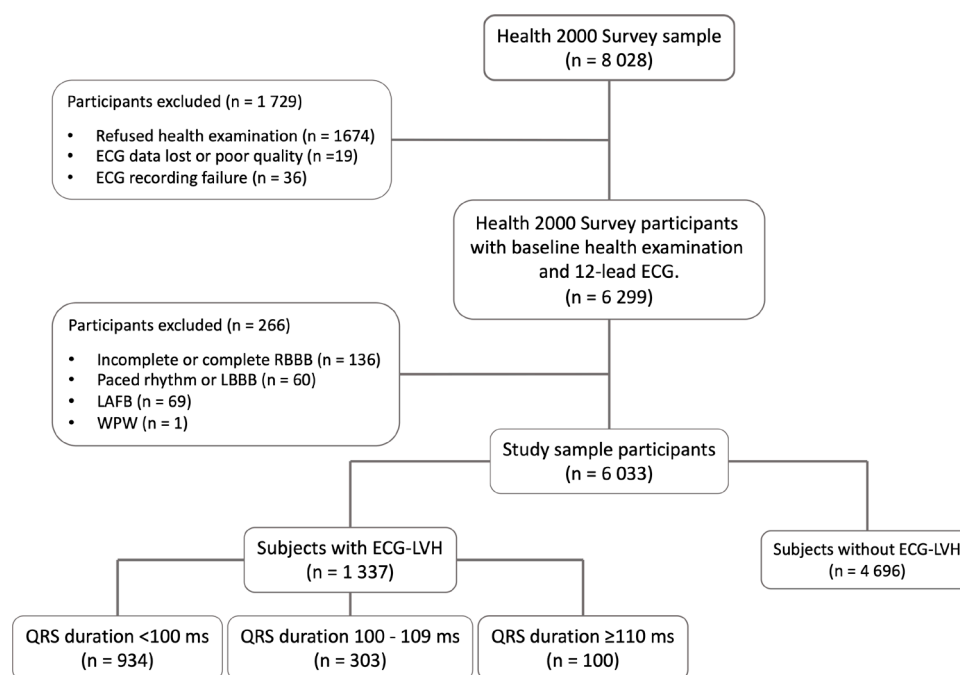 Health 2000 Survey sample
(n = 8 028)
Participants excluded (n = 1 729)
• Refused health examination (n = 1674)
• ECG data lost or poor quality (n =19)
• ECG recording failure (n = 36)
Health 2000 Survey participants
with baseline health examination
and 12-lead ECG.
(n = 6 299)
Participants excluded (n = 266)
• Incomplete or complete RBBB (n = 136)
• Paced rhythm or LBBB (n = 60)
• LAFB (n = 69)
• WPW (n = 1)
Study sample participants
(n = 6 033)
Subjects with ECG-LVH
(n = 1 337)
Subjects without ECG-LVH
(n = 4 696)
QRS duration <100 ms
(n = 934)
QRS duration 100 - 109 ms
(n = 303)
QRS duration ≥110 ms
(n = 100)